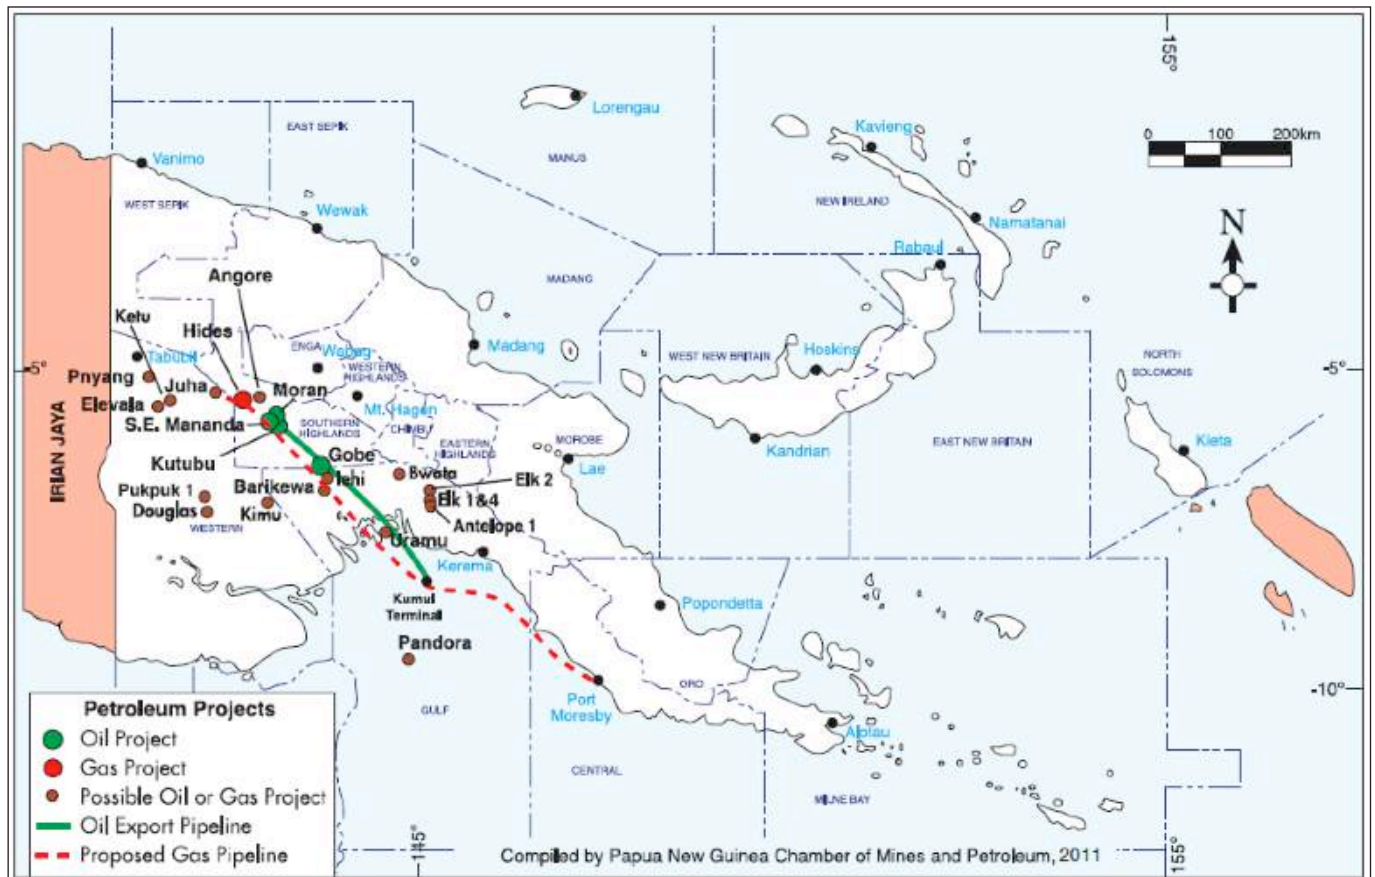 155°
Lorengau
EAST SEPIK
MANUS
Kavieng
0 100 200km
Vanimo
WEST SEPIK
Wewak
NEW IRELAND
Namatanai
N
Rabaul
Angore
MADANG
Ketu
Hides
ENGA
Wabag
Madang
Hoskins
WEST NEW BRITAIN
NORTH
SOLOMONS
-5°
Tabubil
WESTERN
HIGHLANDS
-5°
Pnyang
Juha
Moran
Elevala
Mt. Hagen
S.E. Mananda
SOUTHERN
HIGHLANDS
CHIMBU
EASTERN
HIGHLANDS
MOROBE
Kandrian
EAST NEW BRITAIN
Kieta
IRIAN JAYA
Kutubu
Gobe
Lae
Iehi
Bwata
Elk 2
Pukpuk 1
Barikewa
Elk 1&4
Douglas
Kimu
Antelope 1
WESTERN
Uramu
Kerema
Kumul
Terminal
Popondetta
Pandora
ORO
-10°
Port
Moresby
GULF
Alotau
CENTRAL
MILNE BAY
Petroleum Projects
Oil Project
Gas Project
Possible Oil or Gas Project
Oil Export Pipeline
Proposed Gas Pipeline
145°
Compiled by Papua New Guinea Chamber of Mines and Petroleum, 2011
155°